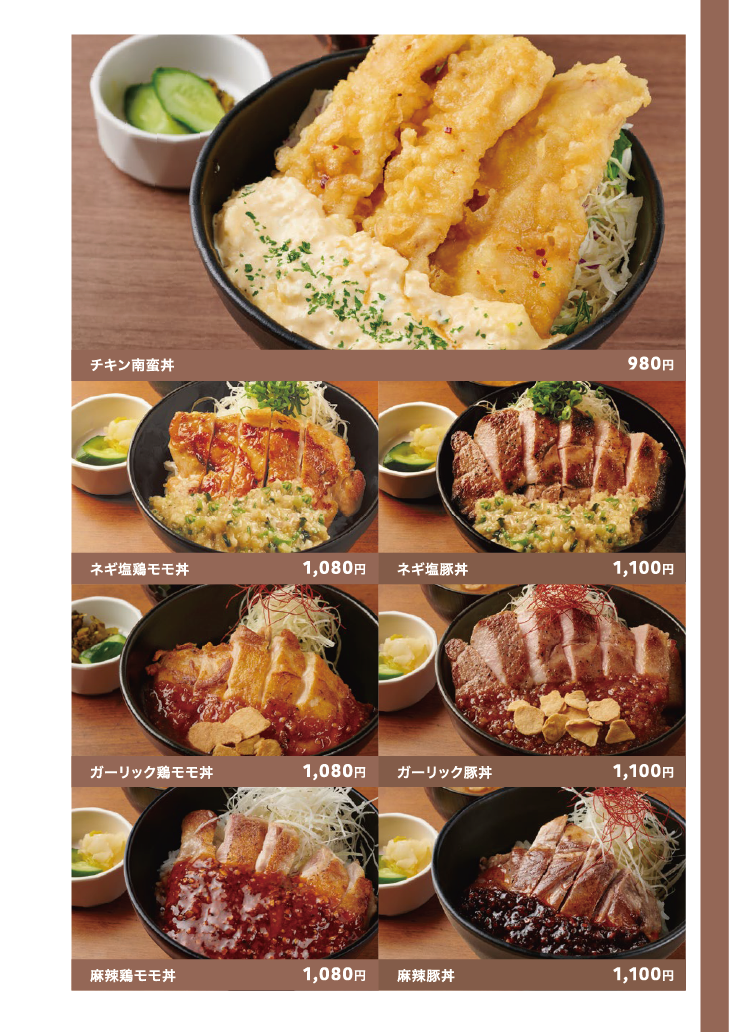 チキン南蛮丼 980円
ネギ塩鶏モモ丼 1,080円
ネギ塩豚丼 1,100円
ガーリック鶏モモ丼 1,080円
ガーリック豚丼 1,100円
麻辣鶏モモ丼 1,080円
麻辣豚丼 1,100円